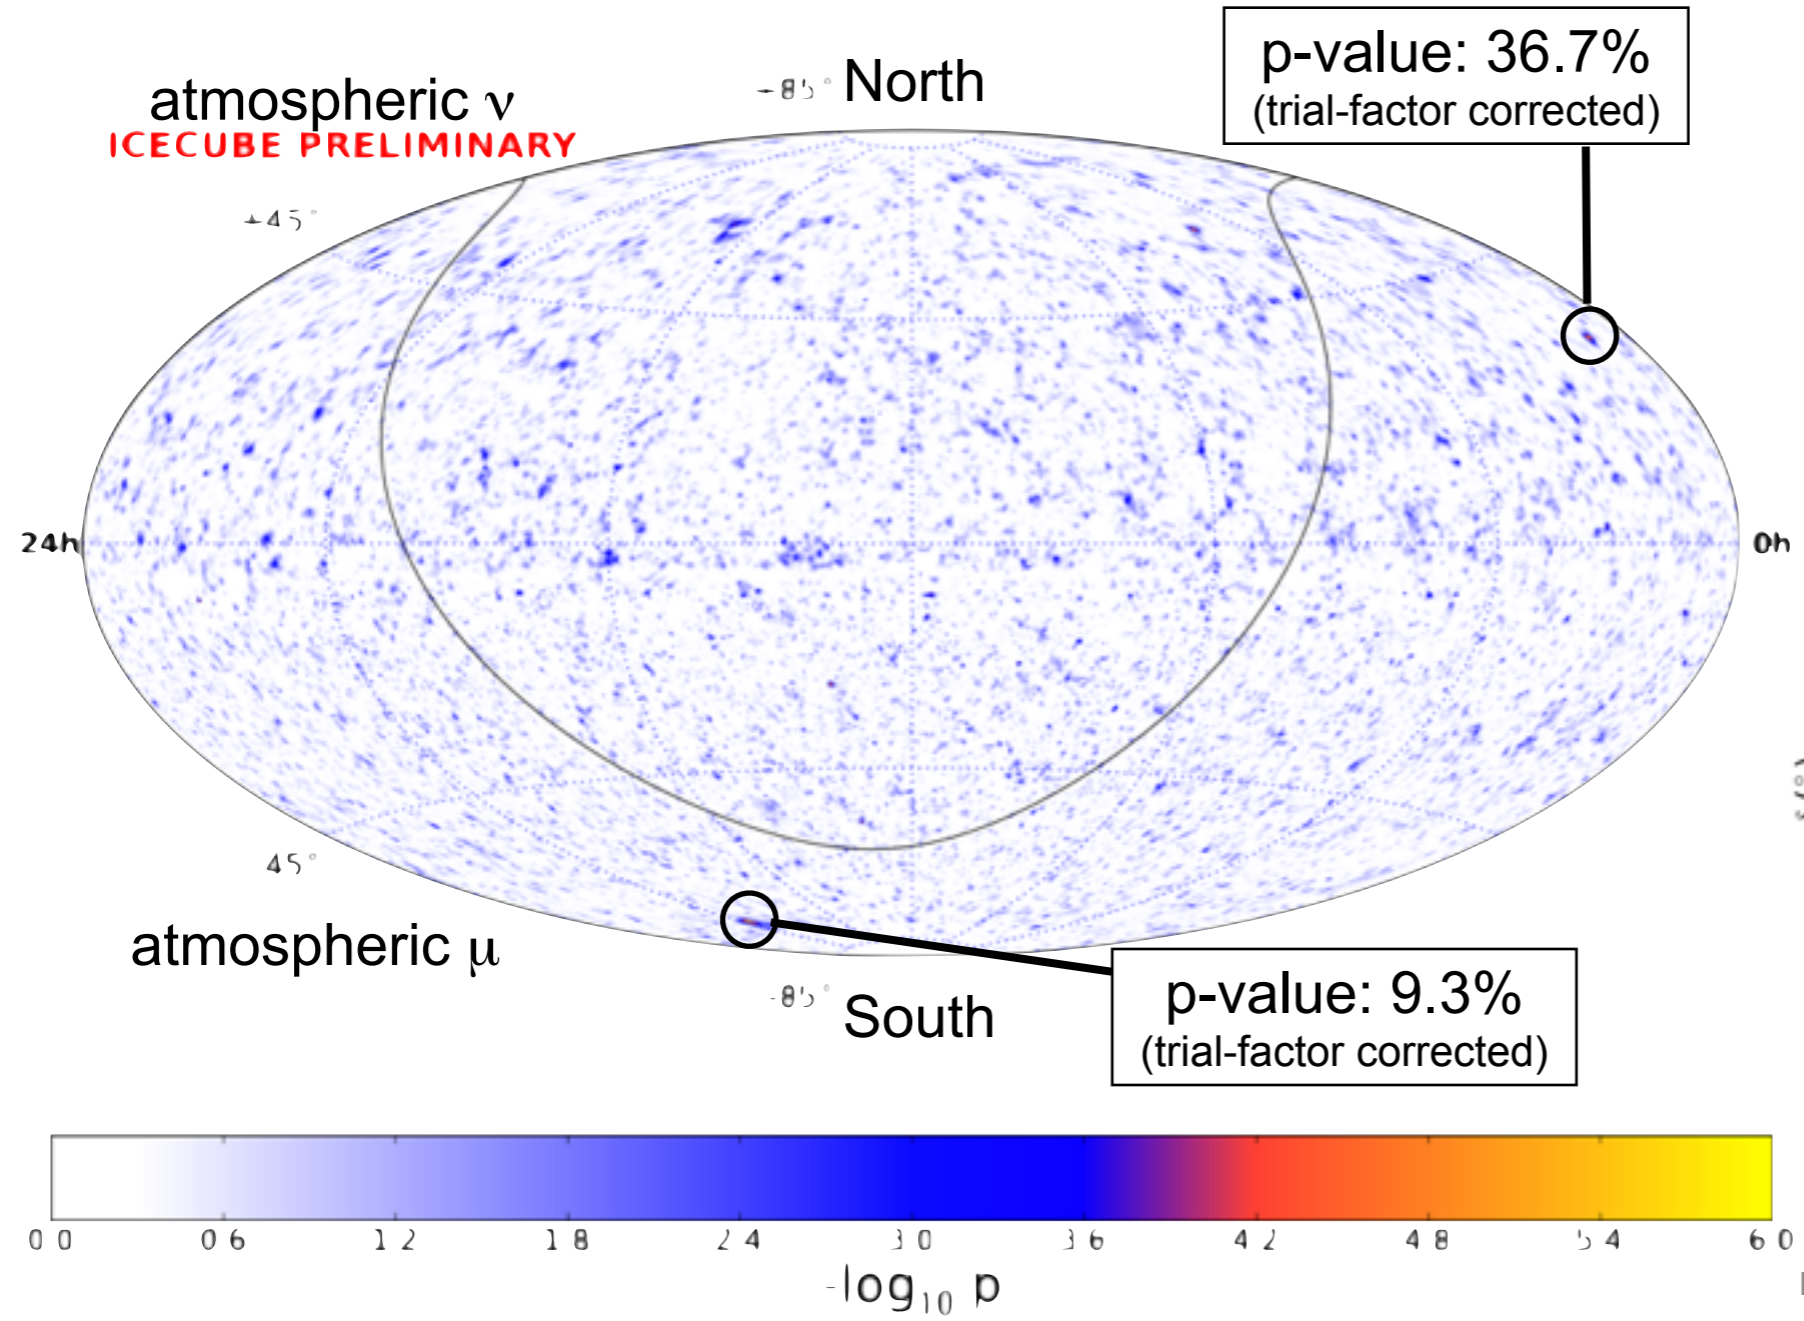 p-value: 36.7%
(trial-factor corrected)
North
atmospheric ν
ICECUBE PRELIMINARY
+45°
24h
0h
45°
atmospheric μ
South
p-value: 9.3%
(trial-factor corrected)
0 0
0 6
1 2
1 8
2 4
3 0
3 6
4 2
4 8
5 4
6 0
-log10 p